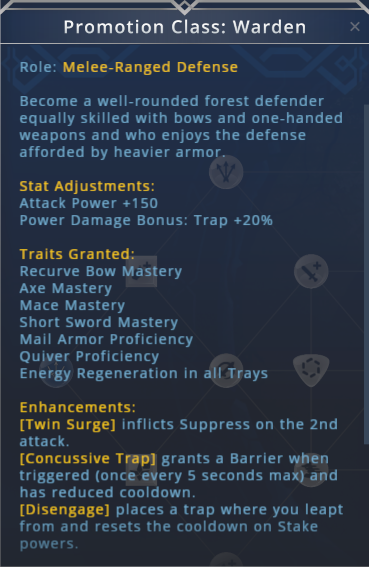 Promotion Class: Warden
Role: Melee-Ranged Defense
Become a well-rounded forest defender
equally skilled with bows and one-handed
weapons and who enjoys the defense
afforded by heavier armor.
Stat Adjustments:
Attack Power +150
Power Damage Bonus: Trap +20%
Traits Granted:
Recurve Bow Mastery
Axe Mastery
Mace Mastery
Short Sword Mastery
Mail Armor Proficiency
Quiver Proficiency
Energy Regeneration in all Trays
Enhancements:
[Twin Surge] inflicts Suppress on the 2nd
attack.
[Concussive Trap] grants a Barrier when
triggered (once every 5 seconds max) and
has reduced cooldown.
[Disengage] places a trap where you leapt
from and resets the cooldown on Stake
powers.